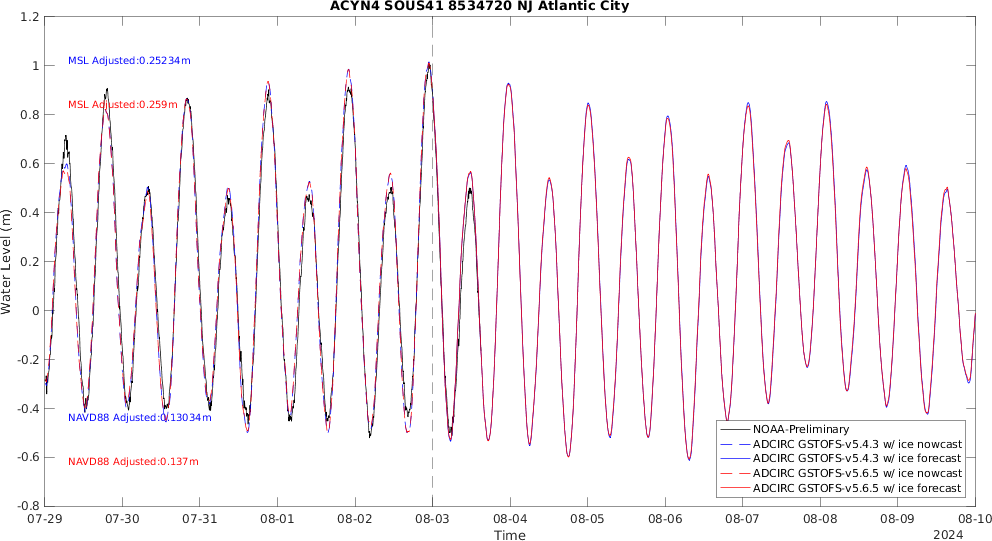 ACYN4 SOUS41 8534720 NJ Atlantic City
1.2
1
0.8
0.6
0.4
0.2
0
-0.2
-0.4
-0.6
-0.8
Water Level (m)
MSL Adjusted:0.25234m
MSL Adjusted:0.259m
NAVD88 Adjusted:0.13034m
NAVD88 Adjusted:0.137m
NOAA-Preliminary
ADCIRC GSTOFS-v5.4.3 w/ ice nowcast
ADCIRC GSTOFS-v5.4.3 w/ ice forecast
ADCIRC GSTOFS-v5.6.5 w/ ice nowcast
ADCIRC GSTOFS-v5.6.5 w/ ice forecast
07-29 07-30 07-31 08-01 08-02 08-03 08-04 08-05 08-06 08-07 08-08 08-09 08-10
Time
2024